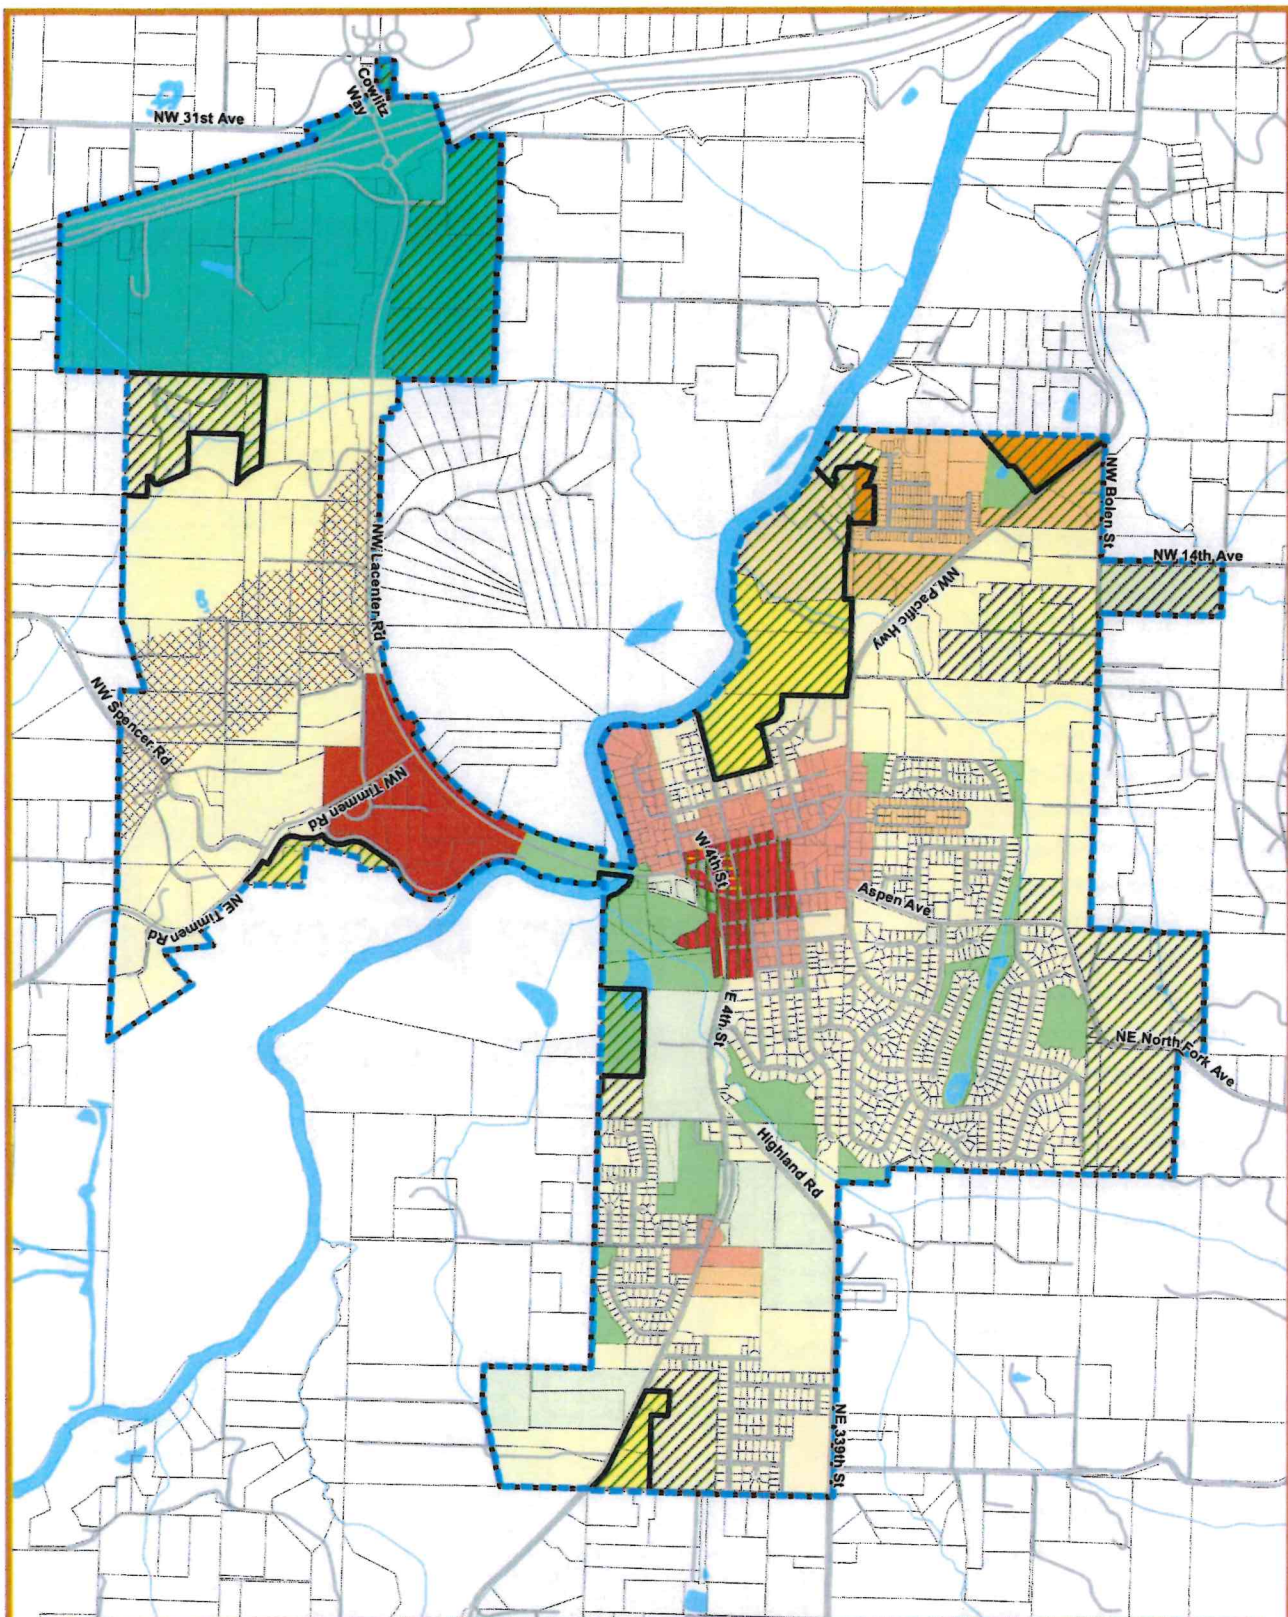 Cowlitz
Way
NW 31st Ave
NW Bolen St
NW 14th Ave
NW Lacenter Rd
NW Pacific Hwy
NW Spencer Rd
NW Timmen Rd
W 4th St
Aspen Ave
NE Timmen Rd
E 4th St
NE North Fork Ave
Highland Rd
NE 339th St